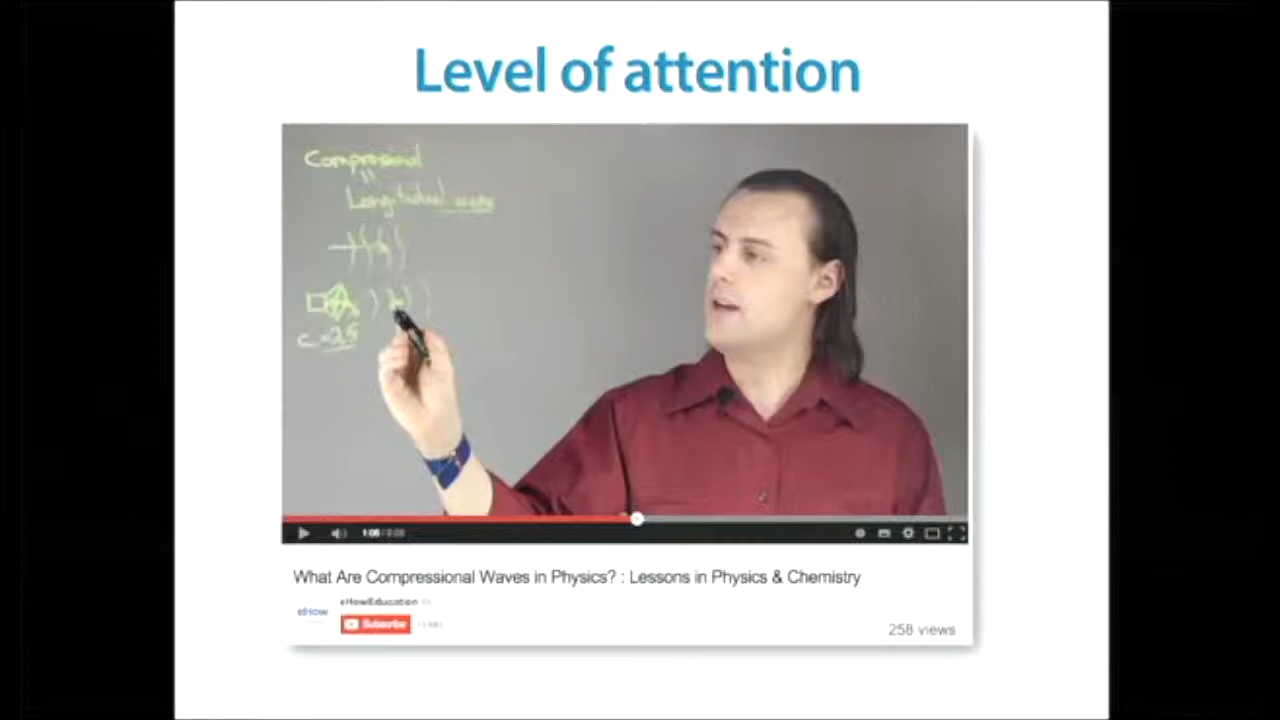 Level of attention
Compresional
Longitudinal waves
What Are Compressional Waves in Physics? : Lessons in Physics & Chemistry
eHow
eHowEducation
Subscribe
258 views